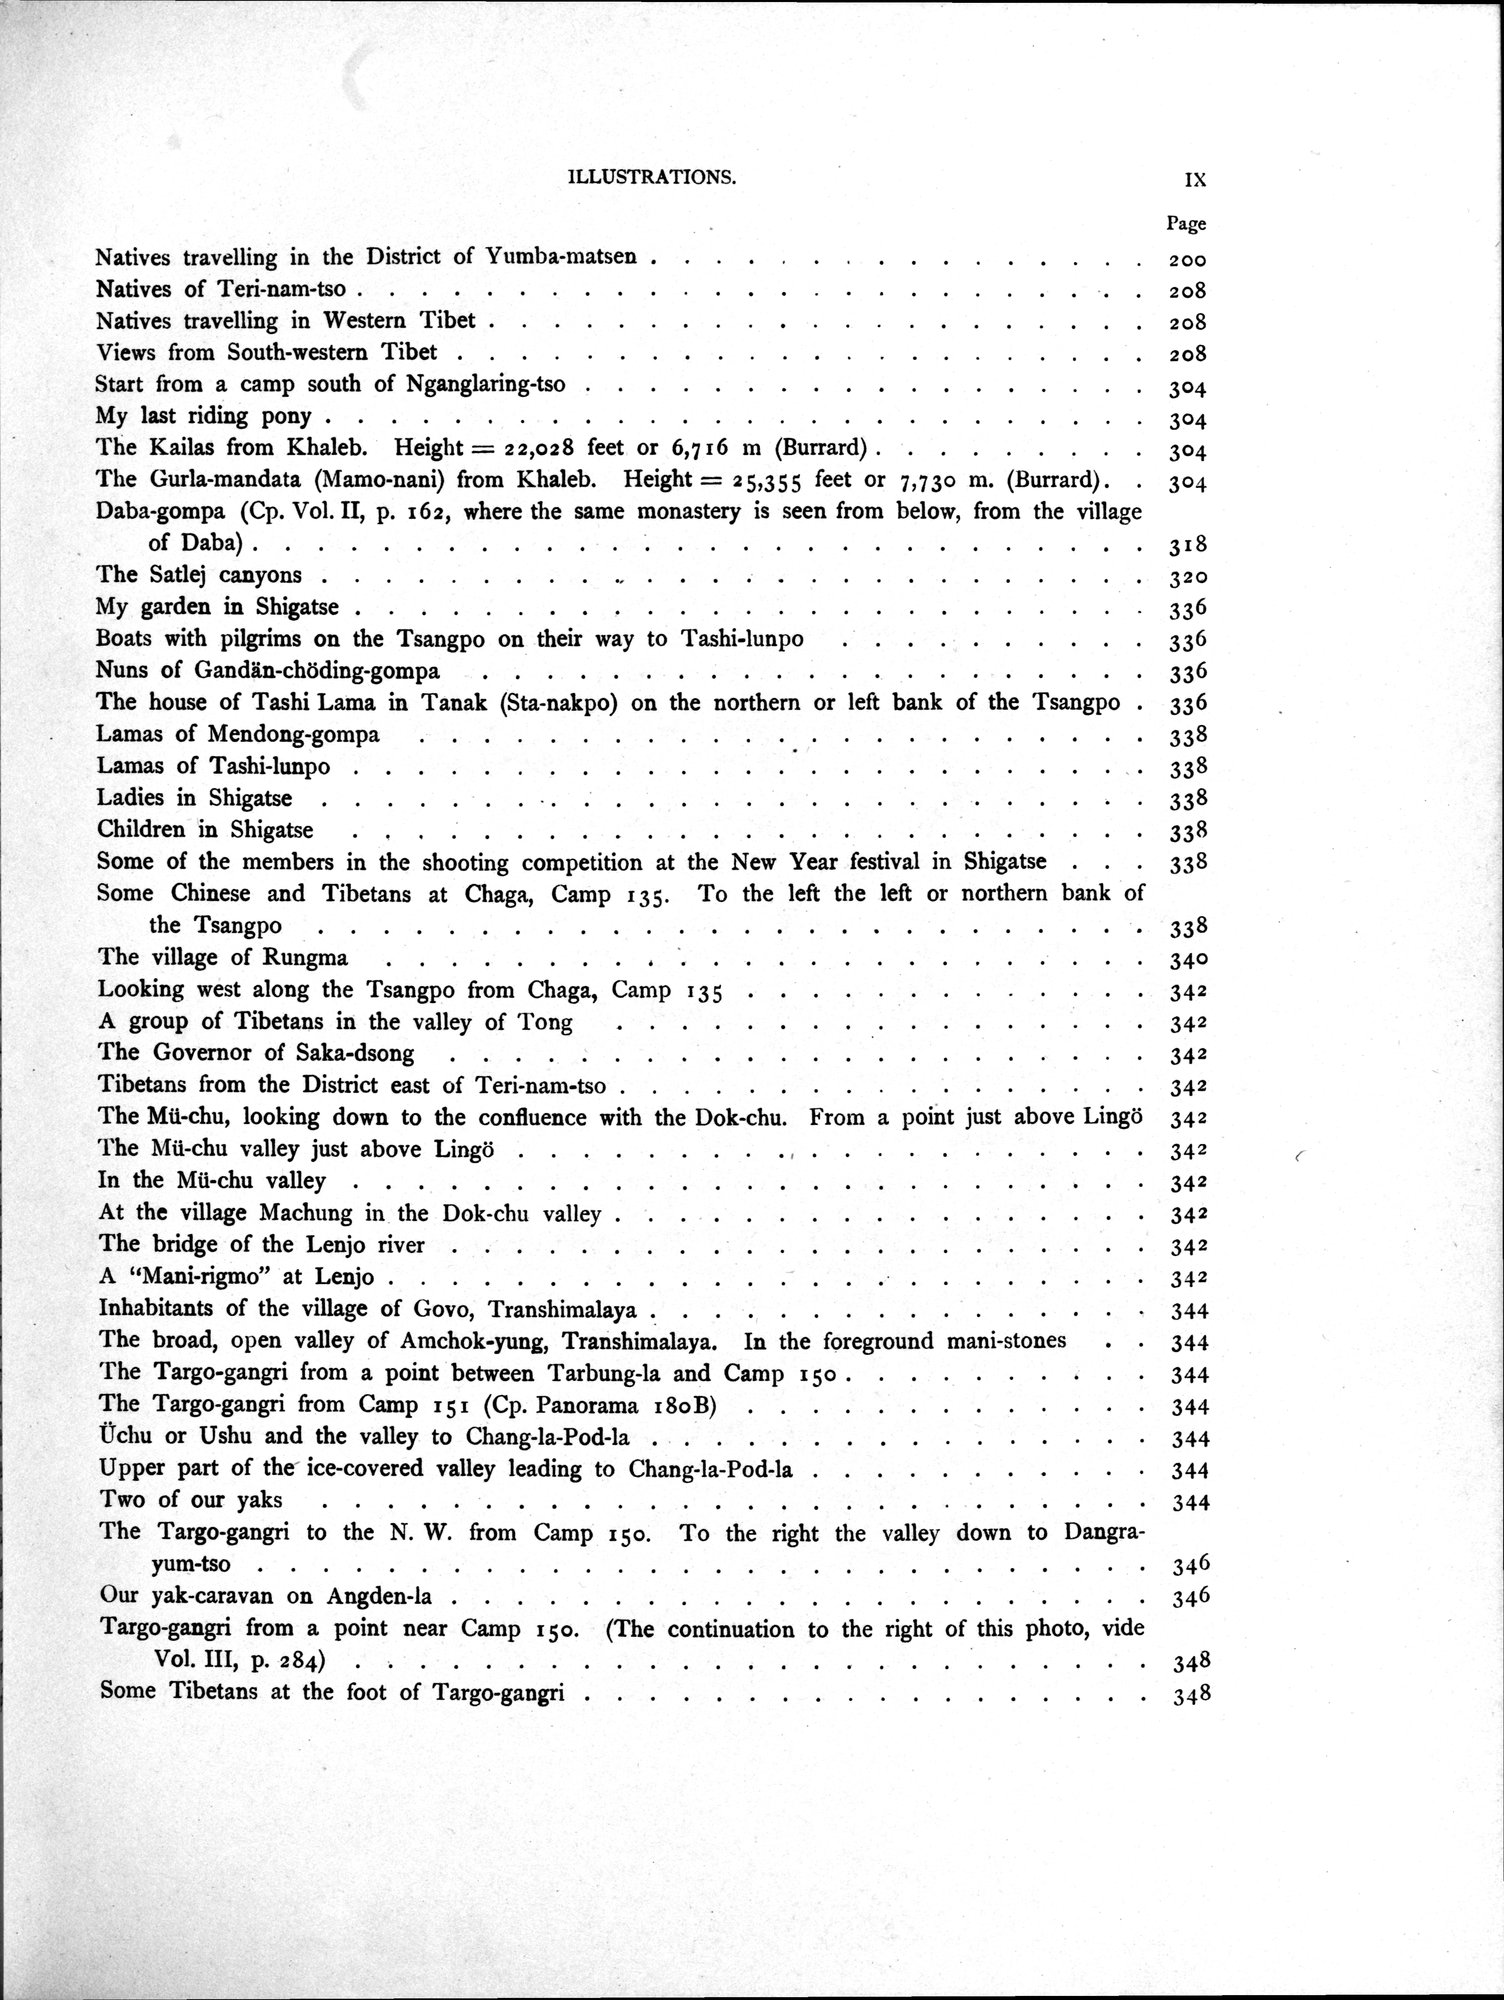 ILLUSTRATIONS. IX
Page
Natives travelling in the District of Yumba-matsen . . . . . . . . . . . . . . . . 200
Natives of Teri-nam-tso . . . . . . . . . . . . . . . . . . . . . . . . . 208
Natives travelling in Western Tibet . . . . . . . . . . . . . . . . . . . . . 208
Views from South-western Tibet . . . . . . . . . . . . . . . . . . . . . . 208
Start from a camp south of Nganglaring-tso . . . . . . . . . . . . . . . . . . 304
My last riding pony . . . . . . . . . . . . . . . . . . . . . . . . . . 304
The Kailas from Khaleb. Height = 22,028 feet or 6,716 m (Burrard) . . . . . . . . . 304
The Gurla-mandata (Mamo-nani) from Khaleb. Height = 25,355 feet or 7,730 m. (Burrard) . . 304
Daba-gompa (Cp. Vol. II, p. 162, where the same monastery is seen from below, from the village
of Daba) . . . . . . . . . . . . . . . . . . . . . . . . . . . . 318
The Satlej canyons . . . . . . . . . . . . . . . . . . . . . . . . . . 320
My garden in Shigatse . . . . . . . . . . . . . . . . . . . . . . . . . 336
Boats with pilgrims on the Tsangpo on their way to Tashi-lunpo . . . . . . . . . . 336
Nuns of Gandän-chöding-gompa . . . . . . . . . . . . . . . . . . . . . 336
The house of Tashi Lama in Tanak (Sta-nakpo) on the northern or left bank of the Tsangpo . 336
Lamas of Mendong-gompa . . . . . . . . . . . . . . . . . . . . . . . 338
Lamas of Tashi-lunpo . . . . . . . . . . . . . . . . . . . . . . . . . 338
Ladies in Shigatse . . . . . . . . . . . . . . . . . . . . . . . . . . 338
Children in Shigatse . . . . . . . . . . . . . . . . . . . . . . . . . 338
Some of the members in the shooting competition at the New Year festival in Shigatse . . . 338
Some Chinese and Tibetans at Chaga, Camp 135. To the left the left or northern bank of
the Tsangpo . . . . . . . . . . . . . . . . . . . . . . . . . . 338
The village of Rungma . . . . . . . . . . . . . . . . . . . . . . . . 340
Looking west along the Tsangpo from Chaga, Camp 135 . . . . . . . . . . . . . 342
A group of Tibetans in the valley of Tong . . . . . . . . . . . . . . . . . 342
The Governor of Saka-dsong . . . . . . . . . . . . . . . . . . . . . . 342
Tibetans from the District east of Teri-nam-tso . . . . . . . . . . . . . . . . . 342
The Mü-chu, looking down to the confluence with the Dok-chu. From a point just above Lingö 342
The Mü-chu valley just above Lingö . . . . . . . . . . . . . . . . . . . . 342
In the Mü-chu valley . . . . . . . . . . . . . . . . . . . . . . . . . 342
At the village Machung in the Dok-chu valley . . . . . . . . . . . . . . . . . 342
The bridge of the Lenjo river . . . . . . . . . . . . . . . . . . . . . . 342
A “Mani-rigmo” at Lenjo . . . . . . . . . . . . . . . . . . . . . . . . 342
Inhabitants of the village of Govo, Transhimalaya . . . . . . . . . . . . . . . . 344
The broad, open valley of Amchok-yung, Transhimalaya. In the foreground mani-stones . . 344
The Targo-gangri from a point between Tarbung-la and Camp 150 . . . . . . . . . . 344
The Targo-gangri from Camp 151 (Cp. Panorama 180B) . . . . . . . . . . . . . 344
Üchu or Ushu and the valley to Chang-la-Pod-la . . . . . . . . . . . . . . . . 344
Upper part of the ice-covered valley leading to Chang-la-Pod-la . . . . . . . . . . . 344
Two of our yaks . . . . . . . . . . . . . . . . . . . . . . . . . . 344
The Targo-gangri to the N. W. from Camp 150. To the right the valley down to Dangra-
yum-tso . . . . . . . . . . . . . . . . . . . . . . . . . . . . 346
Our yak-caravan on Angden-la . . . . . . . . . . . . . . . . . . . . . . 346
Targo-gangri from a point near Camp 150. (The continuation to the right of this photo, vide
Vol. III, p. 284) . . . . . . . . . . . . . . . . . . . . . . . . . 348
Some Tibetans at the foot of Targo-gangri . . . . . . . . . . . . . . . . . . 348